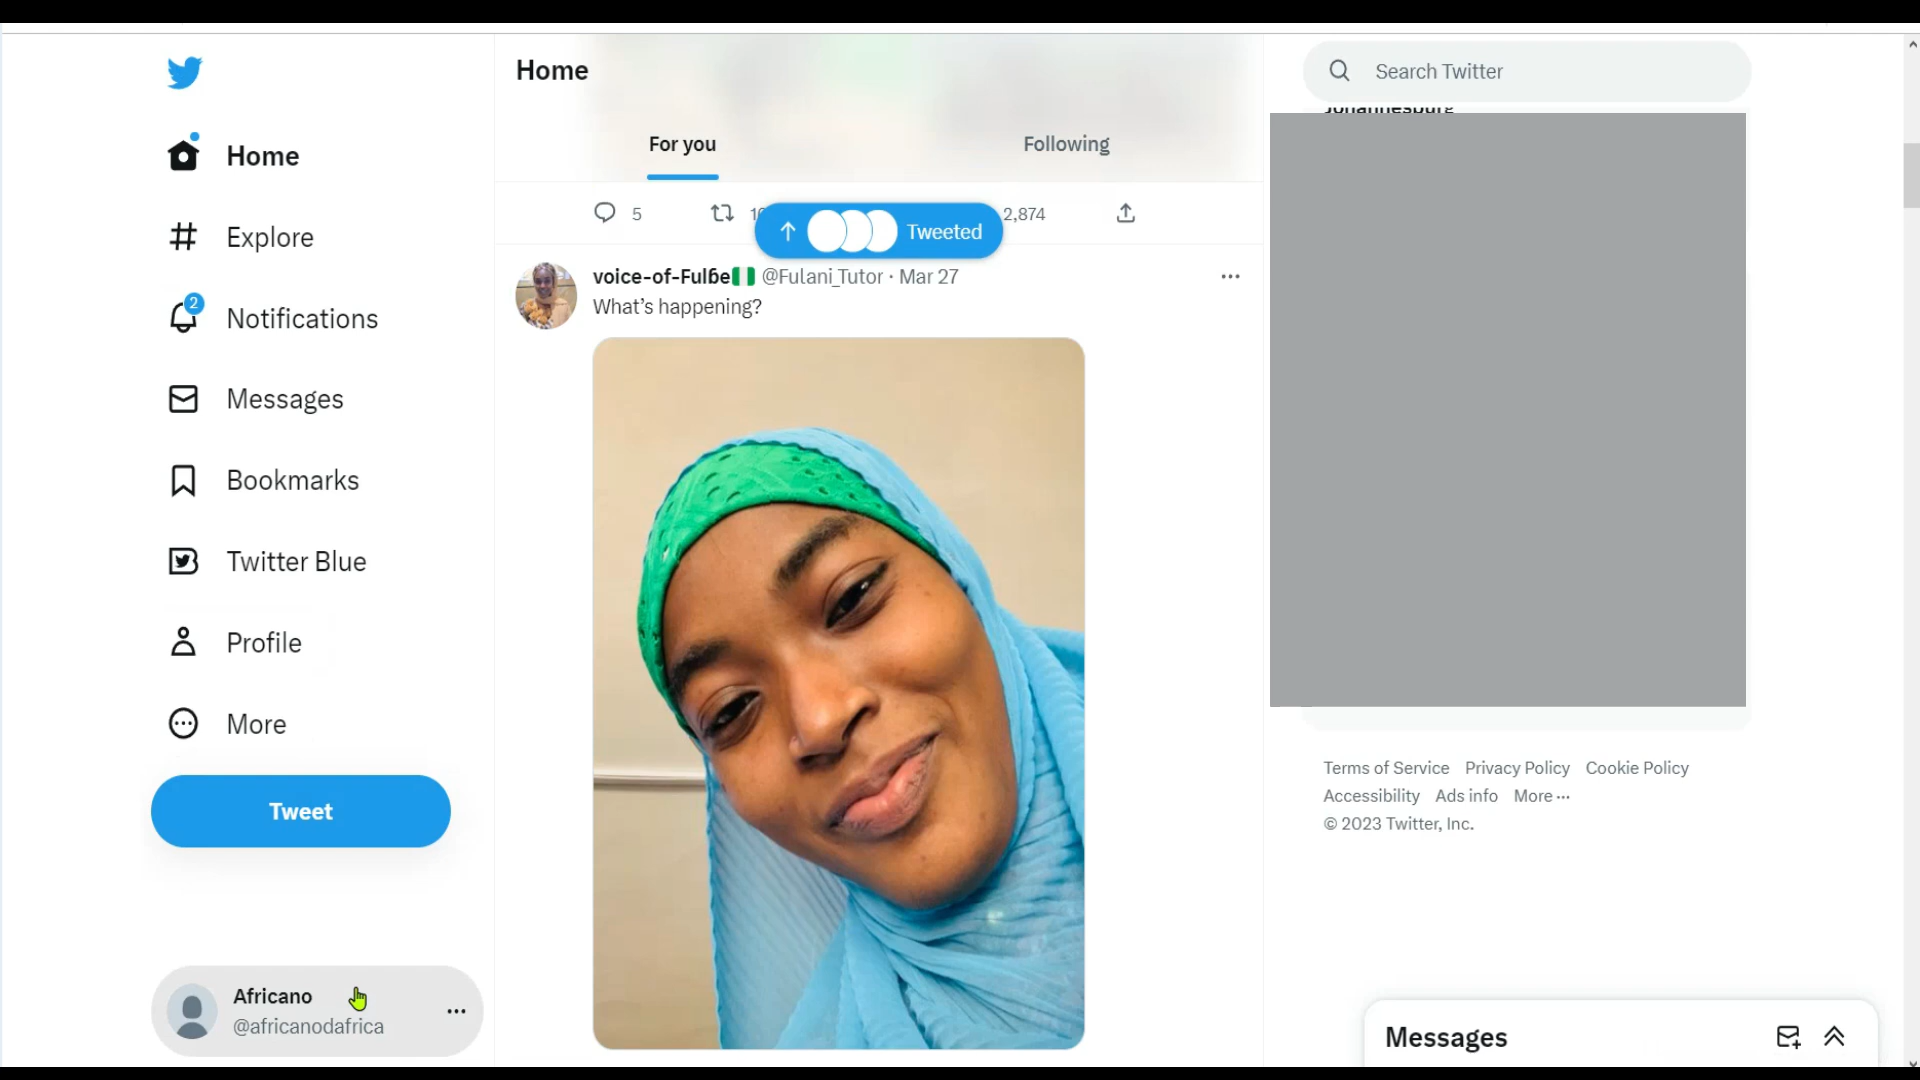 Home
Explore
2
Notifications
Messages
Bookmarks
Twitter Blue
Profile
More
Tweet
Africano
@africanodafrica
Home
For you
Following
5
2,874
Tweeted
voice-of-Fulɓe🇳🇬 @Fulani_Tutor · Mar 27
What's happening?
Search Twitter
Johannesburg
Terms of Service Privacy Policy Cookie Policy
Accessibility Ads info More ···
© 2023 Twitter, Inc.
Messages